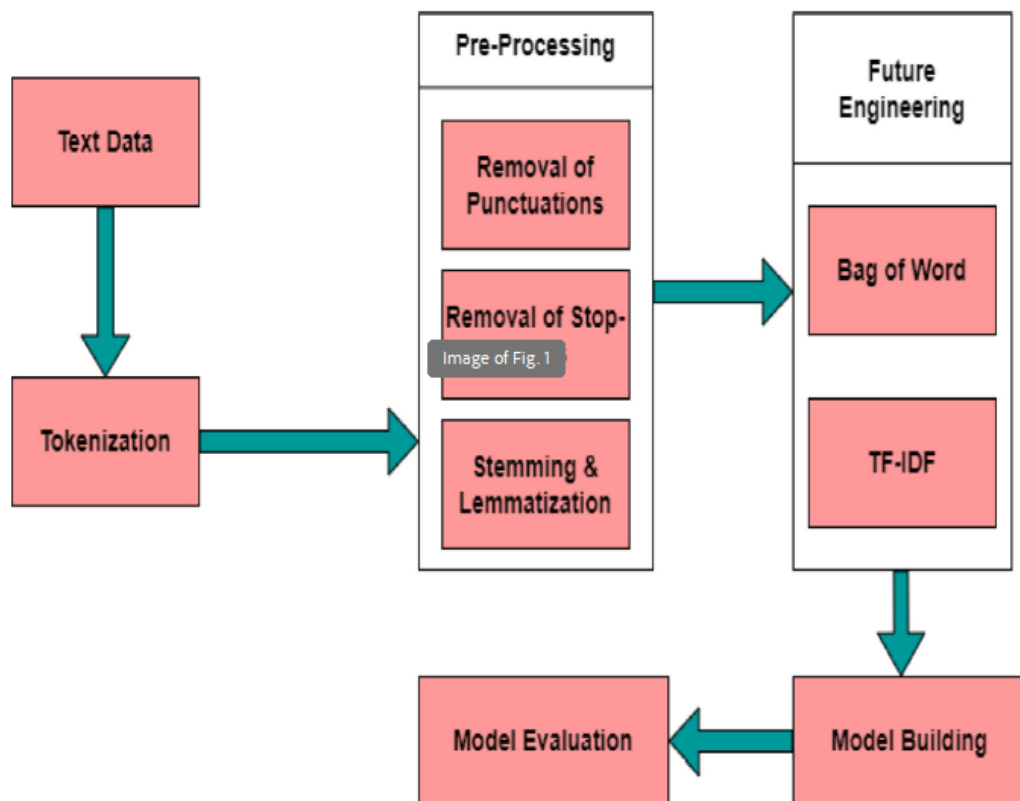 Text Data
Tokenization
Pre-Processing
Removal of
Punctuations
Removal of Stop-
Image of Fig. 1
Stemming &
Lemmatization
Future
Engineering
Bag of Word
TF-IDF
Model Building
Model Evaluation